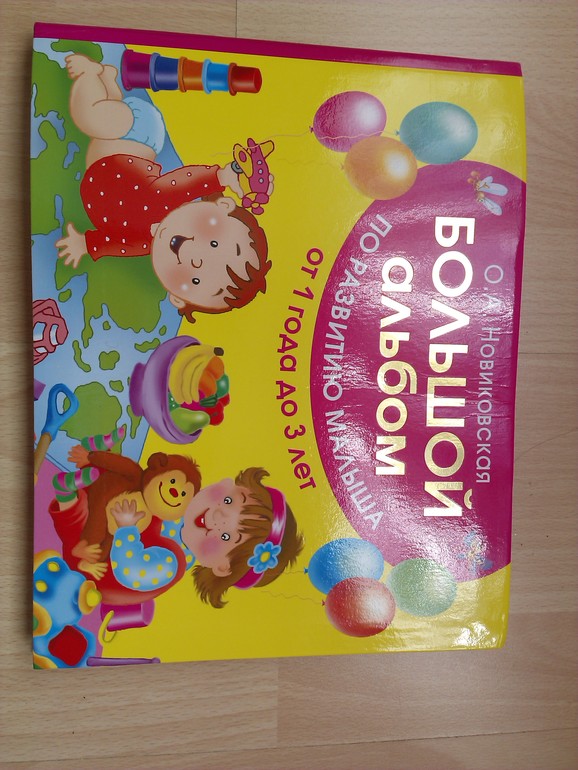 О. А. Новиковская
БОЛЬШОЙ
альбом
ПО РАЗВИТИЮ МАЛЫША
от 1 года до 3 лет